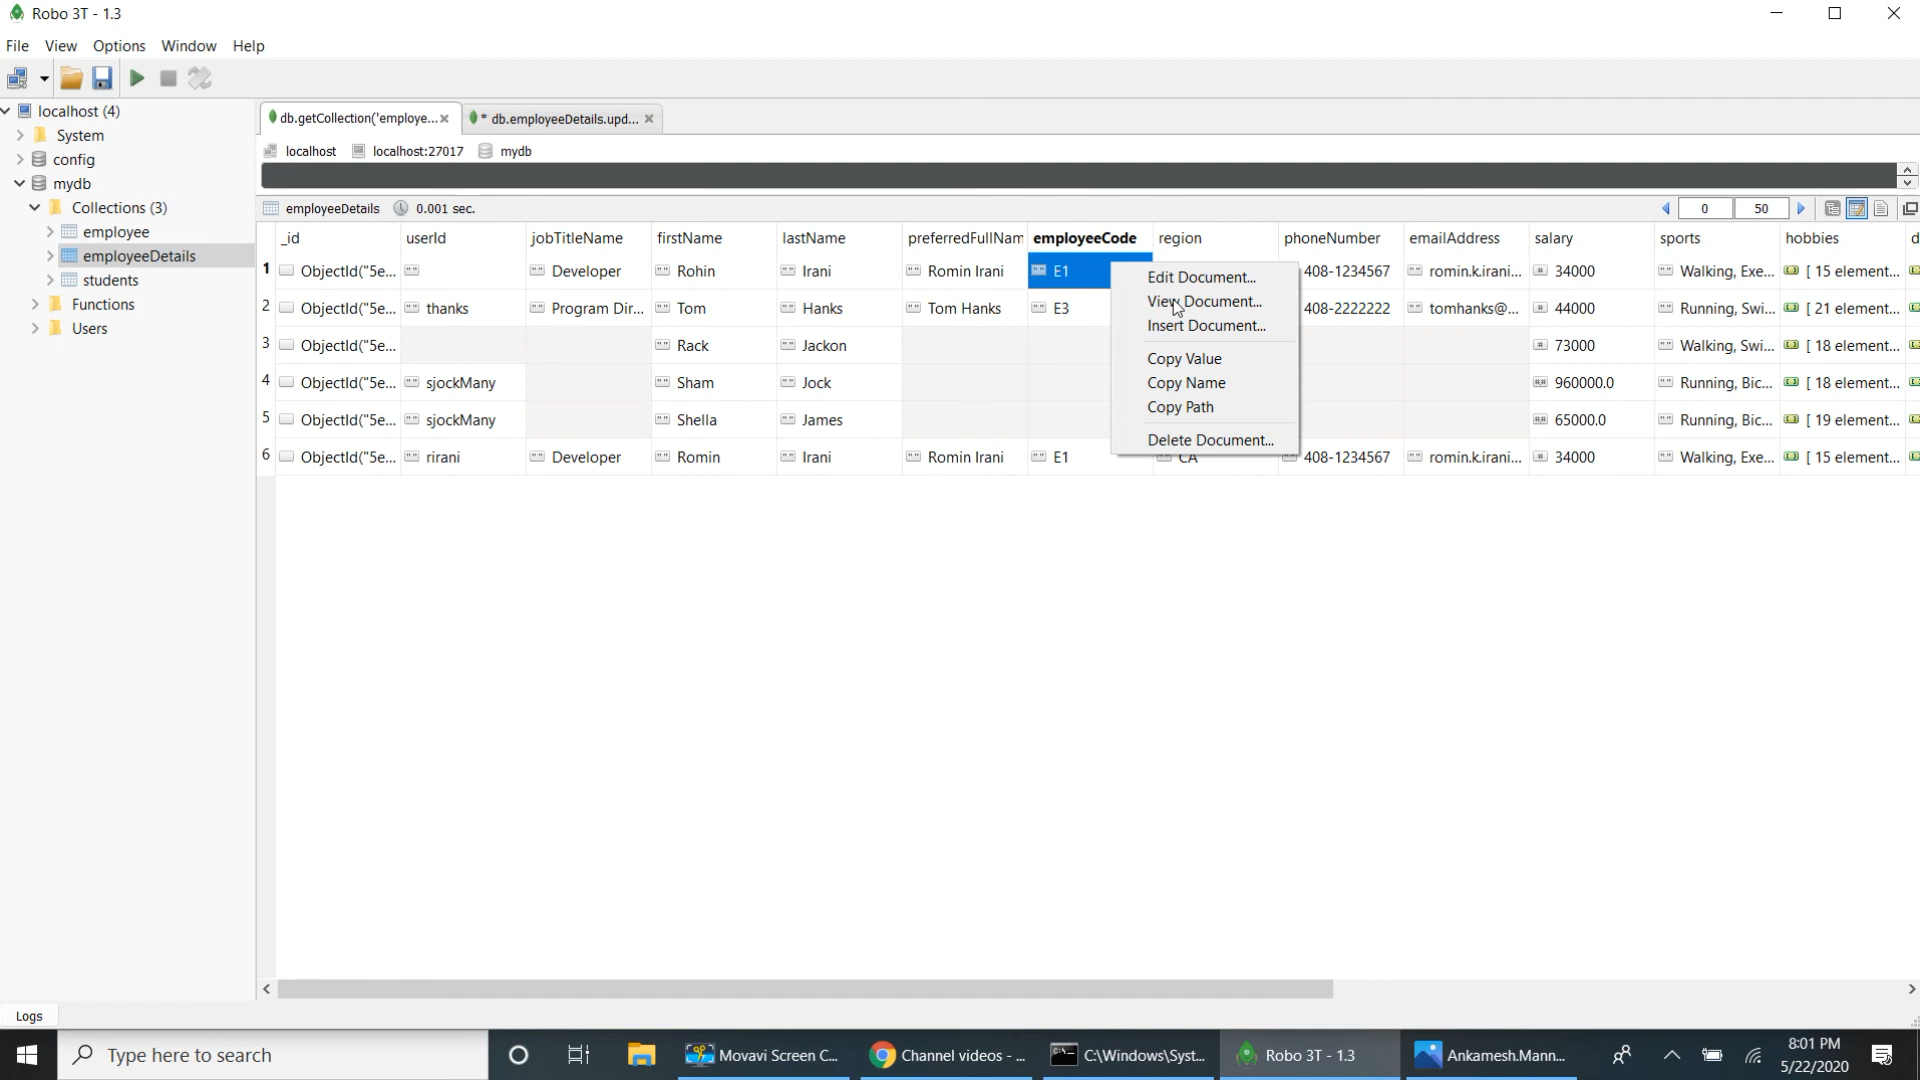 Robo 3T - 1.3
File View Options Window Help
localhost (4)
System
config
mydb
Collections (3)
employee
employeeDetails
students
Functions
Users
db.getCollection('employe... * db.employeeDetails.upd...
localhost localhost:27017 mydb
employeeDetails 0.001 sec. 0 50
_id userId jobTitleName firstName lastName preferredFullNam employeeCode region phoneNumber emailAddress salary sports hobbies d
1 ObjectId("5e... Developer Rohin Irani Romin Irani E1 408-1234567 romin.k.irani... 34000 Walking, Exe... [ 15 element...
2 ObjectId("5e... thanks Program Dir... Tom Hanks Tom Hanks E3 408-2222222 tomhanks@... 44000 Running, Swi... [ 21 element...
3 ObjectId("5e... Rack Jackon 73000 Walking, Swi... [ 18 element...
4 ObjectId("5e... sjockMany Sham Jock 960000.0 Running, Bic... [ 18 element...
5 ObjectId("5e... sjockMany Shella James 65000.0 Running, Bic... [ 19 element...
6 ObjectId("5e... rirani Developer Romin Irani Romin Irani E1 CA 408-1234567 romin.k.irani... 34000 Walking, Exe... [ 15 element...
Edit Document...
View Document...
Insert Document...
Copy Value
Copy Name
Copy Path
Delete Document...
Logs
Type here to search Movavi Screen C... Channel videos - ... C:\Windows\Syst... Robo 3T - 1.3 Ankamesh.Mann... 8:01 PM
5/22/2020